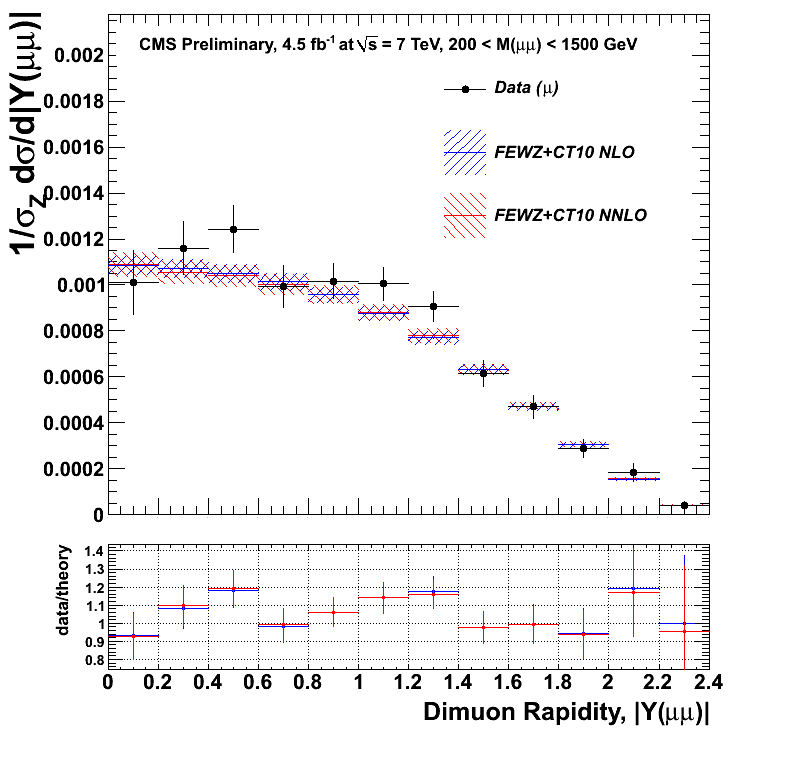 CMS Preliminary, 4.5 fb⁻¹ at √s = 7 TeV, 200 < M(μμ) < 1500 GeV
1/σ_Z dσ/d|Y(μμ)|
Data (μ)
FEWZ+CT10 NLO
FEWZ+CT10 NNLO
0.002
0.0018
0.0016
0.0014
0.0012
0.001
0.0008
0.0006
0.0004
0.0002
0
data/theory
1.4
1.3
1.2
1.1
1
0.9
0.8
0 0.2 0.4 0.6 0.8 1 1.2 1.4 1.6 1.8 2 2.2 2.4
Dimuon Rapidity, |Y(μμ)|